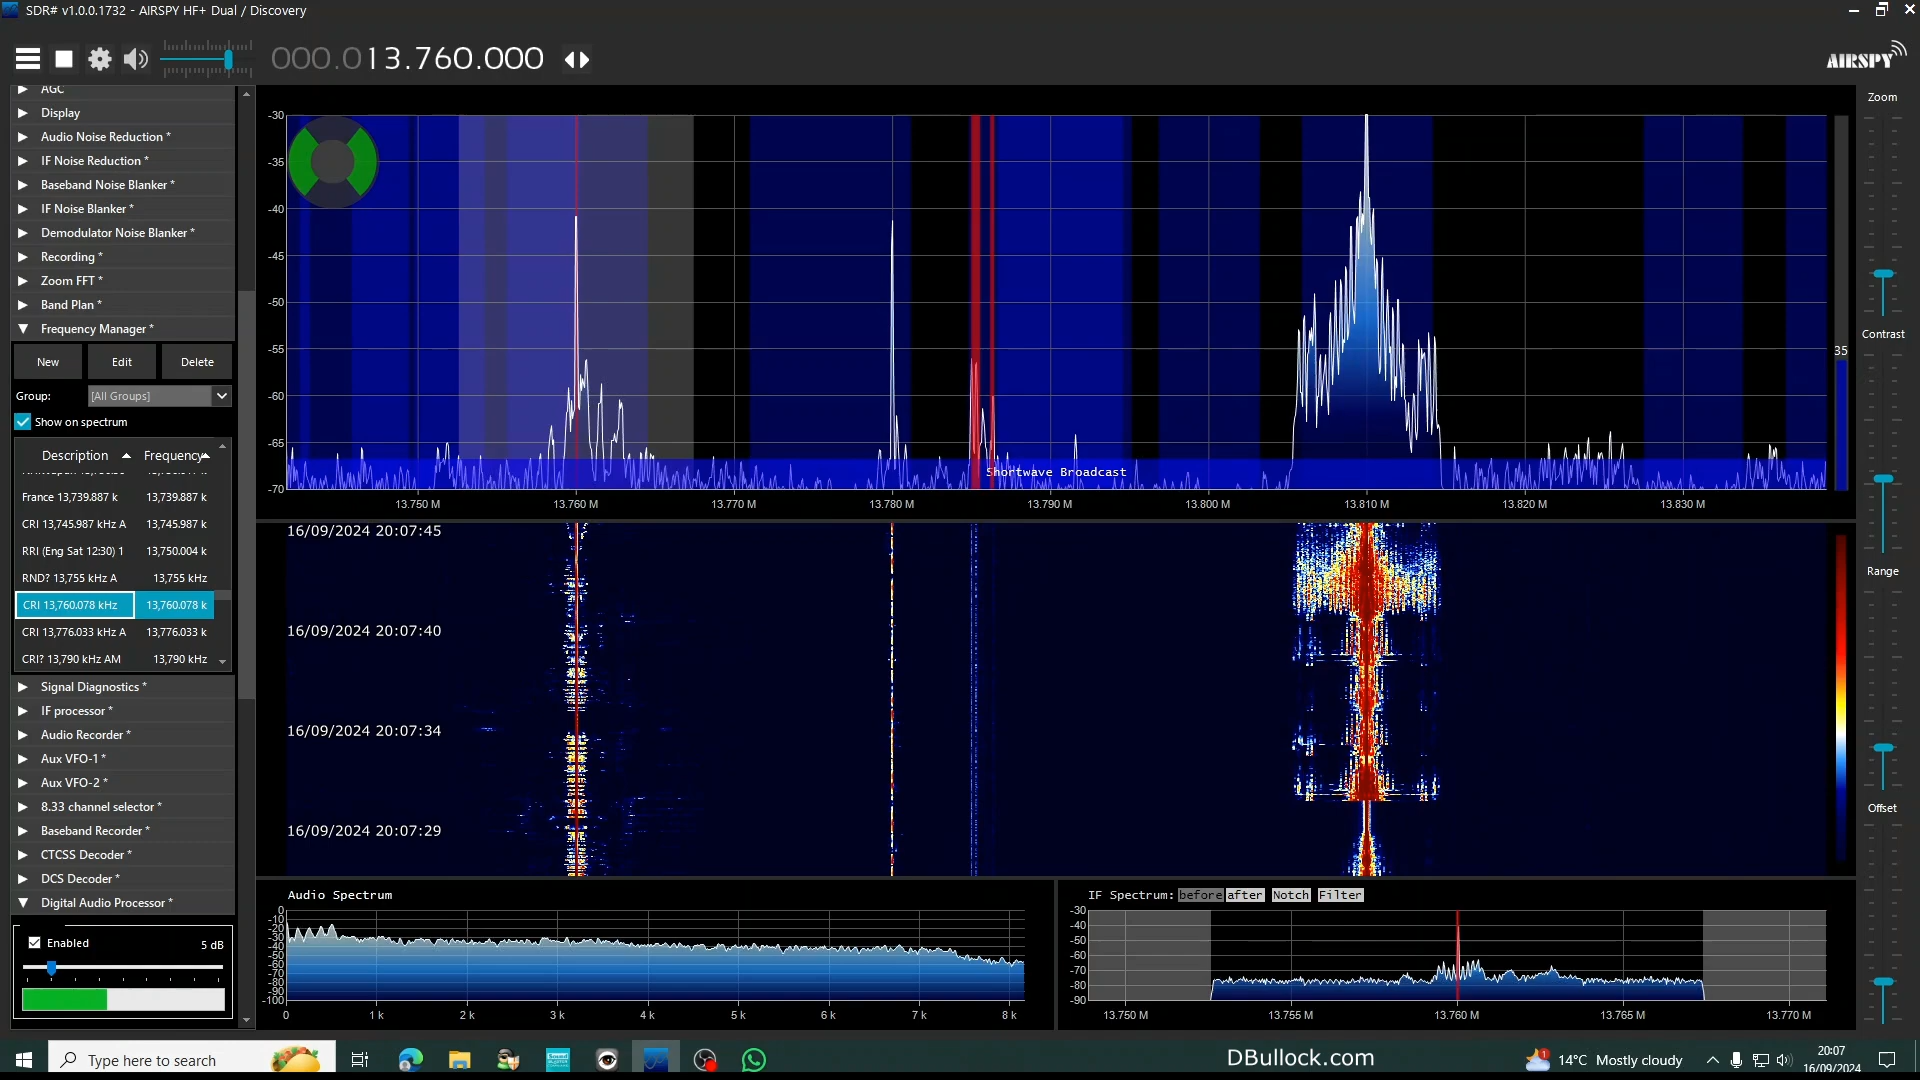 SDR# v1.0.0.1732 - AIRSPY HF+ Dual / Discovery
000.013.760.000
AIRSPY
AGC
Display
Audio Noise Reduction *
IF Noise Reduction *
Baseband Noise Blanker *
IF Noise Blanker *
Demodulator Noise Blanker *
Recording *
Zoom FFT *
Band Plan *
Frequency Manager *
New Edit Delete
Group: [All Groups]
Show on spectrum
Description Frequency
France 13,739.887 k 13,739.887 k
CRI 13,745.987 kHz A 13,745.987 k
RRI (Eng Sat 12:30) 1 13,750.004 k
RND? 13,755 kHz A 13,755 kHz
CRI 13,760.078 kHz 13,760.078 k
CRI 13,776.033 kHz A 13,776.033 k
CRI? 13,790 kHz AM 13,790 kHz
Signal Diagnostics *
IF processor *
Audio Recorder *
Aux VFO-1 *
Aux VFO-2 *
8.33 channel selector *
Baseband Recorder *
CTCSS Decoder *
DCS Decoder *
Digital Audio Processor *
Enabled 5 dB
-30
-35
-40
-45
-50
-55
-60
-65
-70
Shortwave Broadcast
13.750 M 13.760 M 13.770 M 13.780 M 13.790 M 13.800 M 13.810 M 13.820 M 13.830 M
35
16/09/2024 20:07:45
16/09/2024 20:07:40
16/09/2024 20:07:34
16/09/2024 20:07:29
Zoom
Contrast
Range
Offset
Audio Spectrum
0
-10
-20
-30
-40
-50
-60
-70
-80
-90
-100
0 1 k 2 k 3 k 4 k 5 k 6 k 7 k 8 k
IF Spectrum: before after Notch Filter
-30
-40
-50
-60
-70
-80
-90
13.750 M 13.755 M 13.760 M 13.765 M 13.770 M
Type here to search
DBullock.com
1
14°C Mostly cloudy
20:07
16/09/2024